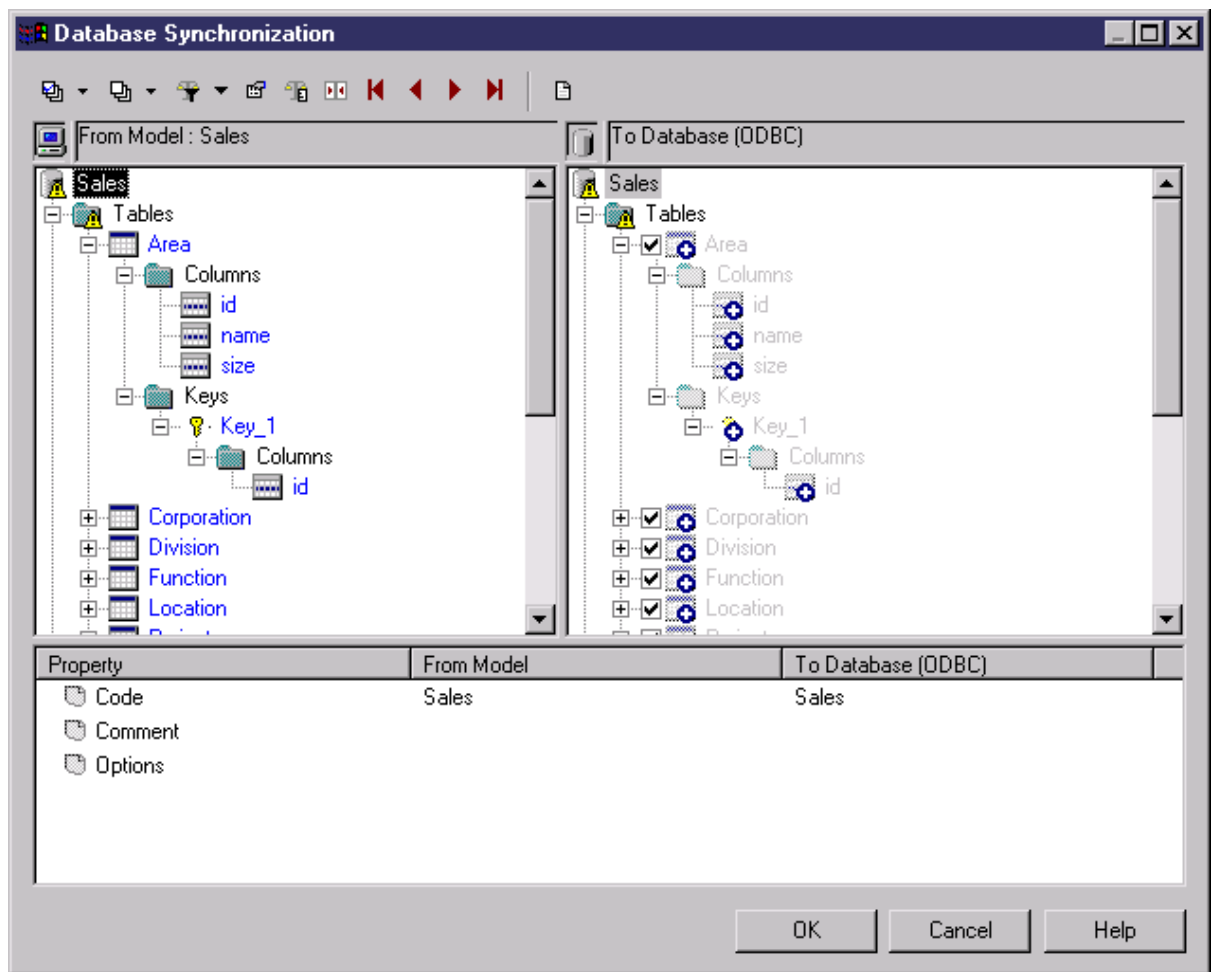 Database Synchronization
From Model : Sales
To Database (ODBC)
Sales
Sales
Tables
Tables
Area
Area
Columns
Columns
id
id
name
name
size
size
Keys
Keys
Key_1
Key_1
Columns
Columns
id
id
Corporation
Corporation
Division
Division
Function
Function
Location
Location
Property From Model To Database (ODBC)
Code Sales Sales
Comment
Options
OK Cancel Help